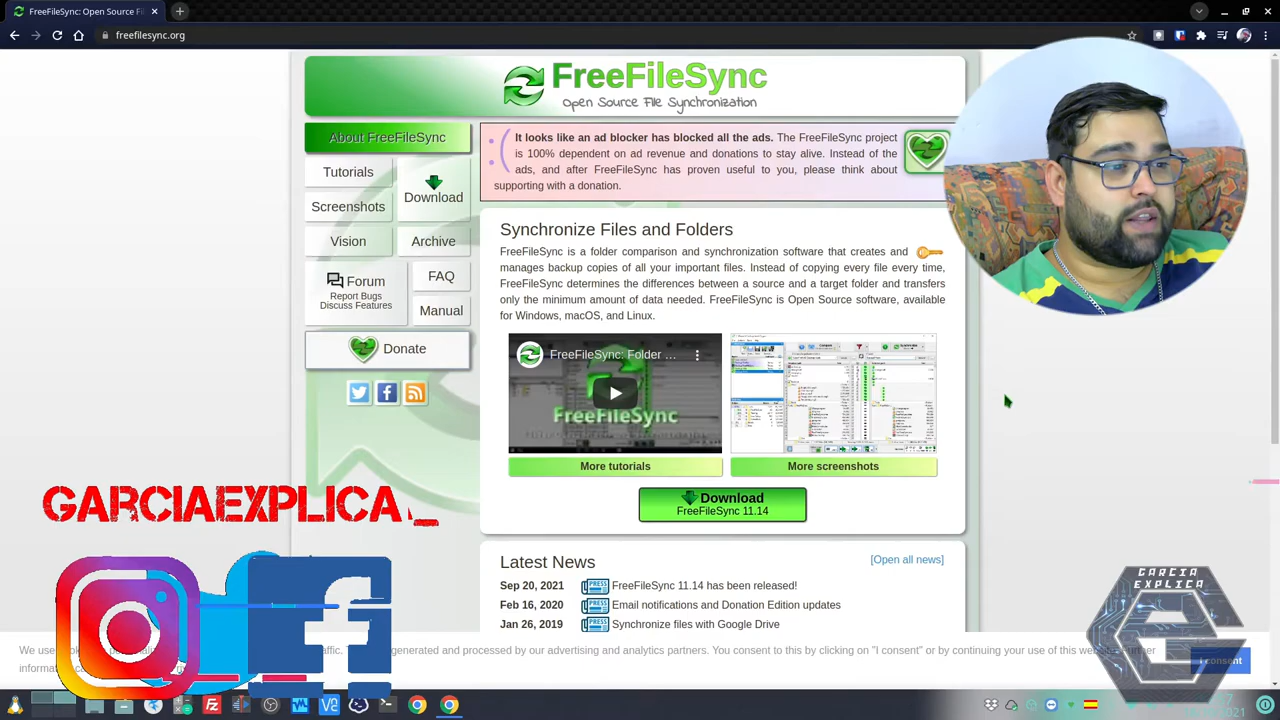 FreeFileSync: Open Source Fi
freefilesync.org
FreeFileSync
Open Source File Synchronization
About FreeFileSync
Tutorials
Download
Screenshots
Vision
Archive
Forum
Report Bugs
Discuss Features
FAQ
Manual
Donate
It looks like an ad blocker has blocked all the ads. The FreeFileSync project
is 100% dependent on ad revenue and donations to stay alive. Instead of the
ads, and after FreeFileSync has proven useful to you, please think about
supporting with a donation.
Synchronize Files and Folders
FreeFileSync is a folder comparison and synchronization software that creates and
manages backup copies of all your important files. Instead of copying every file every time,
FreeFileSync determines the differences between a source and a target folder and transfers
only the minimum amount of data needed. FreeFileSync is Open Source software, available
for Windows, macOS, and Linux.
FreeFileSync: Folder ...
FreeFileSync
More tutorials
More screenshots
Download
FreeFileSync 11.14
Latest News
[Open all news]
Sep 20, 2021 PRESS FreeFileSync 11.14 has been released!
Feb 16, 2020 PRESS Email notifications and Donation Edition updates
Jan 26, 2019 PRESS Synchronize files with Google Drive
We use
generated and processed by our advertising and analytics partners. You consent to this by clicking on "I consent" or by continuing your use of this
I consent
GARCIAEXPLICA_
GARCIA
EXPLICA